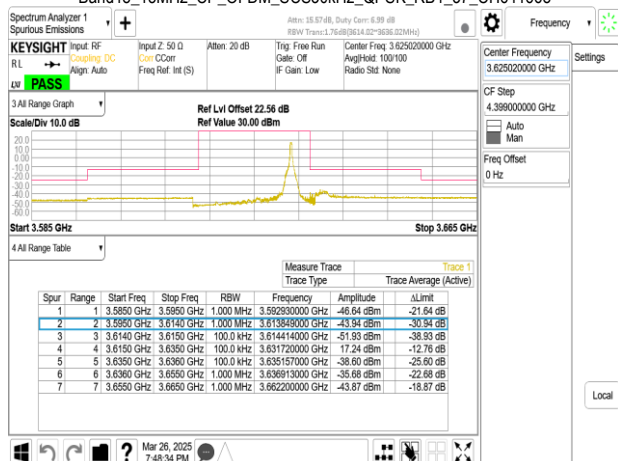 Spectrum Analyzer 1
Spurious Emissions
Attn: 15.57dB, Duty Corr: 6.99 dB
RBW Tranc:1.76dB(3614.02~3636.02MHz)
Frequency
KEYSIGHT
Input: RF
Input Z: 50 Ω
Atten: 20 dB
Trig: Free Run
Center Freq: 3.625020000 GHz
RL
Coupling: DC
Corr CCorr
Gate: Off
Avg|Hold: 100/100
Align: Auto
Freq Ref: Int (S)
IF Gain: Low
Radio Std: None
LXI
PASS
Center Frequency
3.625020000 GHz
Settings
CF Step
4.399000000 GHz
Auto
Man
Freq Offset
0 Hz
3 All Range Graph
Ref Lvl Offset 22.56 dB
Scale/Div 10.0 dB
Ref Value 30.00 dBm
20.0
10.0
0.00
-10.0
-20.0
-30.0
-40.0
-50.0
-60.0
Start 3.585 GHz
Stop 3.665 GHz
4 All Range Table
Measure Trace
Trace 1
Trace Type
Trace Average (Active)
Spur Range Start Freq Stop Freq RBW Frequency Amplitude ΔLimit
1 1 3.5850 GHz 3.5950 GHz 1.000 MHz 3.592930000 GHz -46.64 dBm -21.64 dB
2 2 3.5950 GHz 3.6140 GHz 1.000 MHz 3.613849000 GHz -43.94 dBm -30.94 dB
3 3 3.6140 GHz 3.6150 GHz 100.0 kHz 3.614414000 GHz -51.93 dBm -38.93 dB
4 4 3.6150 GHz 3.6350 GHz 100.0 kHz 3.631720000 GHz 17.24 dBm -12.76 dB
5 5 3.6350 GHz 3.6360 GHz 100.0 kHz 3.635157000 GHz -38.60 dBm -25.60 dB
6 6 3.6360 GHz 3.6550 GHz 1.000 MHz 3.636913000 GHz -35.68 dBm -22.68 dB
7 7 3.6550 GHz 3.6650 GHz 1.000 MHz 3.662200000 GHz -43.87 dBm -18.87 dB
Local
Mar 26, 2025
7:48:34 PM